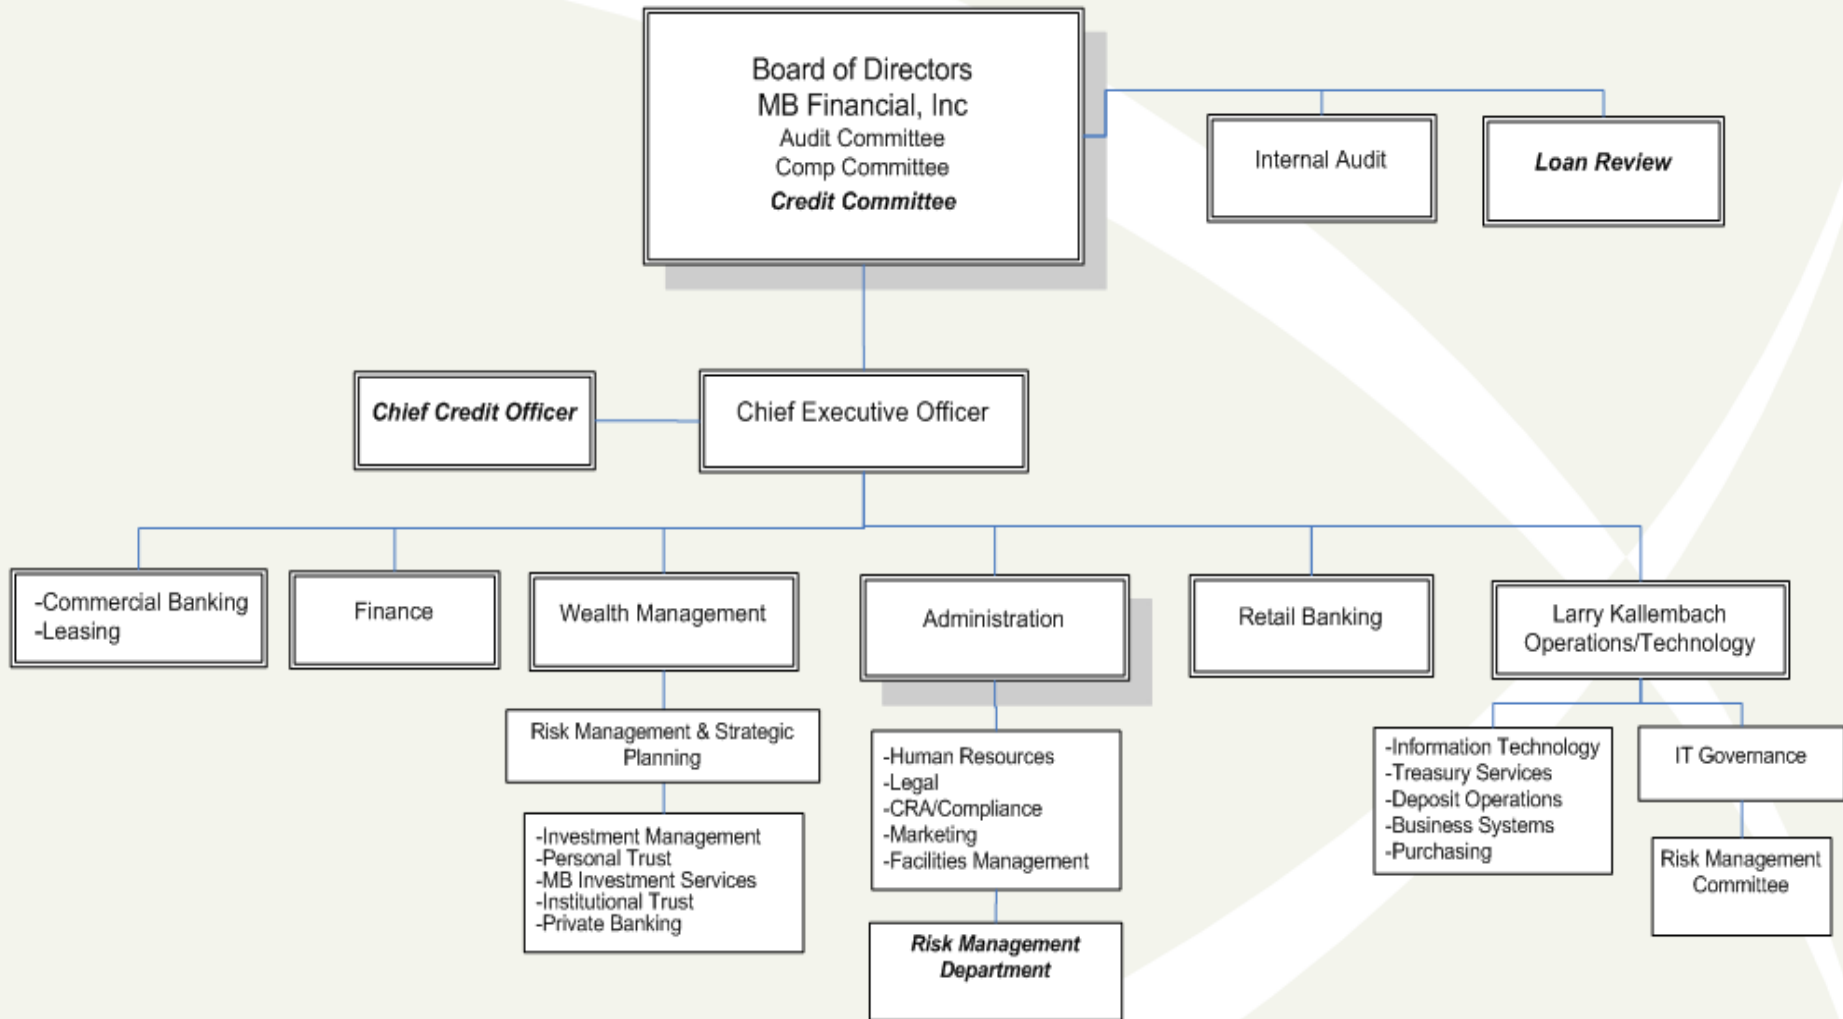 Board of Directors
MB Financial, Inc
Audit Committee
Comp Committee
Credit Committee
Internal Audit
Loan Review
Chief Credit Officer
Chief Executive Officer
-Commercial Banking
-Leasing
Finance
Wealth Management
Administration
Retail Banking
Larry Kallembach
Operations/Technology
Risk Management & Strategic
Planning
-Investment Management
-Personal Trust
-MB Investment Services
-Institutional Trust
-Private Banking
-Human Resources
-Legal
-CRA/Compliance
-Marketing
-Facilities Management
Risk Management
Department
-Information Technology
-Treasury Services
-Deposit Operations
-Business Systems
-Purchasing
IT Governance
Risk Management
Committee